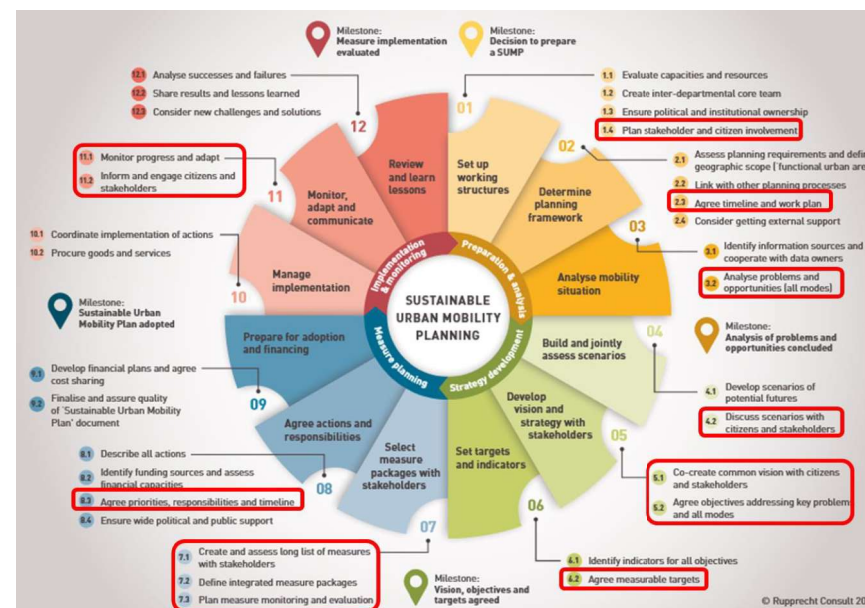 Milestone:
Measure implementation
evaluated
Milestone:
Decision to prepare
a SUMP
12.1 Analyse successes and failures
12.2 Share results and lessons learned
12.3 Consider new challenges and solutions
1.1 Evaluate capacities and resources
1.2 Create inter-departmental core team
1.3 Ensure political and institutional ownership
1.4 Plan stakeholder and citizen involvement
11.1 Monitor progress and adapt
11.2 Inform and engage citizens and
stakeholders
2.1 Assess planning requirements and defin
geographic scope ('functional urban are
2.2 Link with other planning processes
2.3 Agree timeline and work plan
2.4 Consider getting external support
10.1 Coordinate implementation of actions
10.2 Procure goods and services
3.1 Identify information sources and
cooperate with data owners
3.2 Analyse problems and
opportunities (all modes)
Milestone:
Sustainable Urban
Mobility Plan adopted
Milestone:
Analysis of problems and
opportunities concluded
9.1 Develop financial plans and agree
cost sharing
9.2 Finalise and assure quality
of 'Sustainable Urban Mobility
Plan' document
4.1 Develop scenarios of
potential futures
4.2 Discuss scenarios with
citizens and stakeholders
8.1 Describe all actions
8.2 Identify funding sources and assess
financial capacities
8.3 Agree priorities, responsibilities and timeline
8.4 Ensure wide political and public support
5.1 Co-create common vision with citizens
and stakeholders
5.2 Agree objectives addressing key problem
and all modes
7.1 Create and assess long list of measures
with stakeholders
7.2 Define integrated measure packages
7.3 Plan measure monitoring and evaluation
Milestone:
Vision, objectives and
targets agreed
6.1 Identify indicators for all objectives
6.2 Agree measurable targets
01
Set up
working
structures
02
Determine
planning
framework
03
Analyse mobility
situation
04
Build and jointly
assess scenarios
05
Develop
vision and
strategy with
stakeholders
06
Set targets
and indicators
07
Select
measure
packages with
stakeholders
08
Agree actions and
responsibilities
09
Prepare for adoption
and financing
10
Manage
implementation
11
Monitor,
adapt and
communicate
12
Review
and learn
lessons
Preparation & analysis
Strategy development
Measure planning
Implementation
& monitoring
SUSTAINABLE
URBAN MOBILITY
PLANNING
© Rupprecht Consult 20